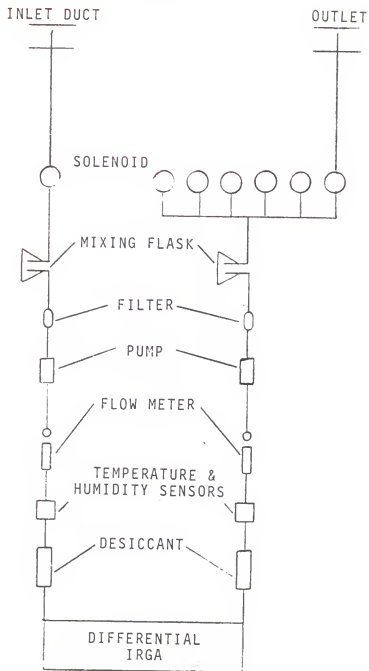 INLET DUCT
OUTLET
SOLENOID
MIXING FLASK
FILTER
PUMP
FLOW METER
TEMPERATURE &
HUMIDITY SENSORS
DESICCANT
DIFFERENTIAL
IRGA